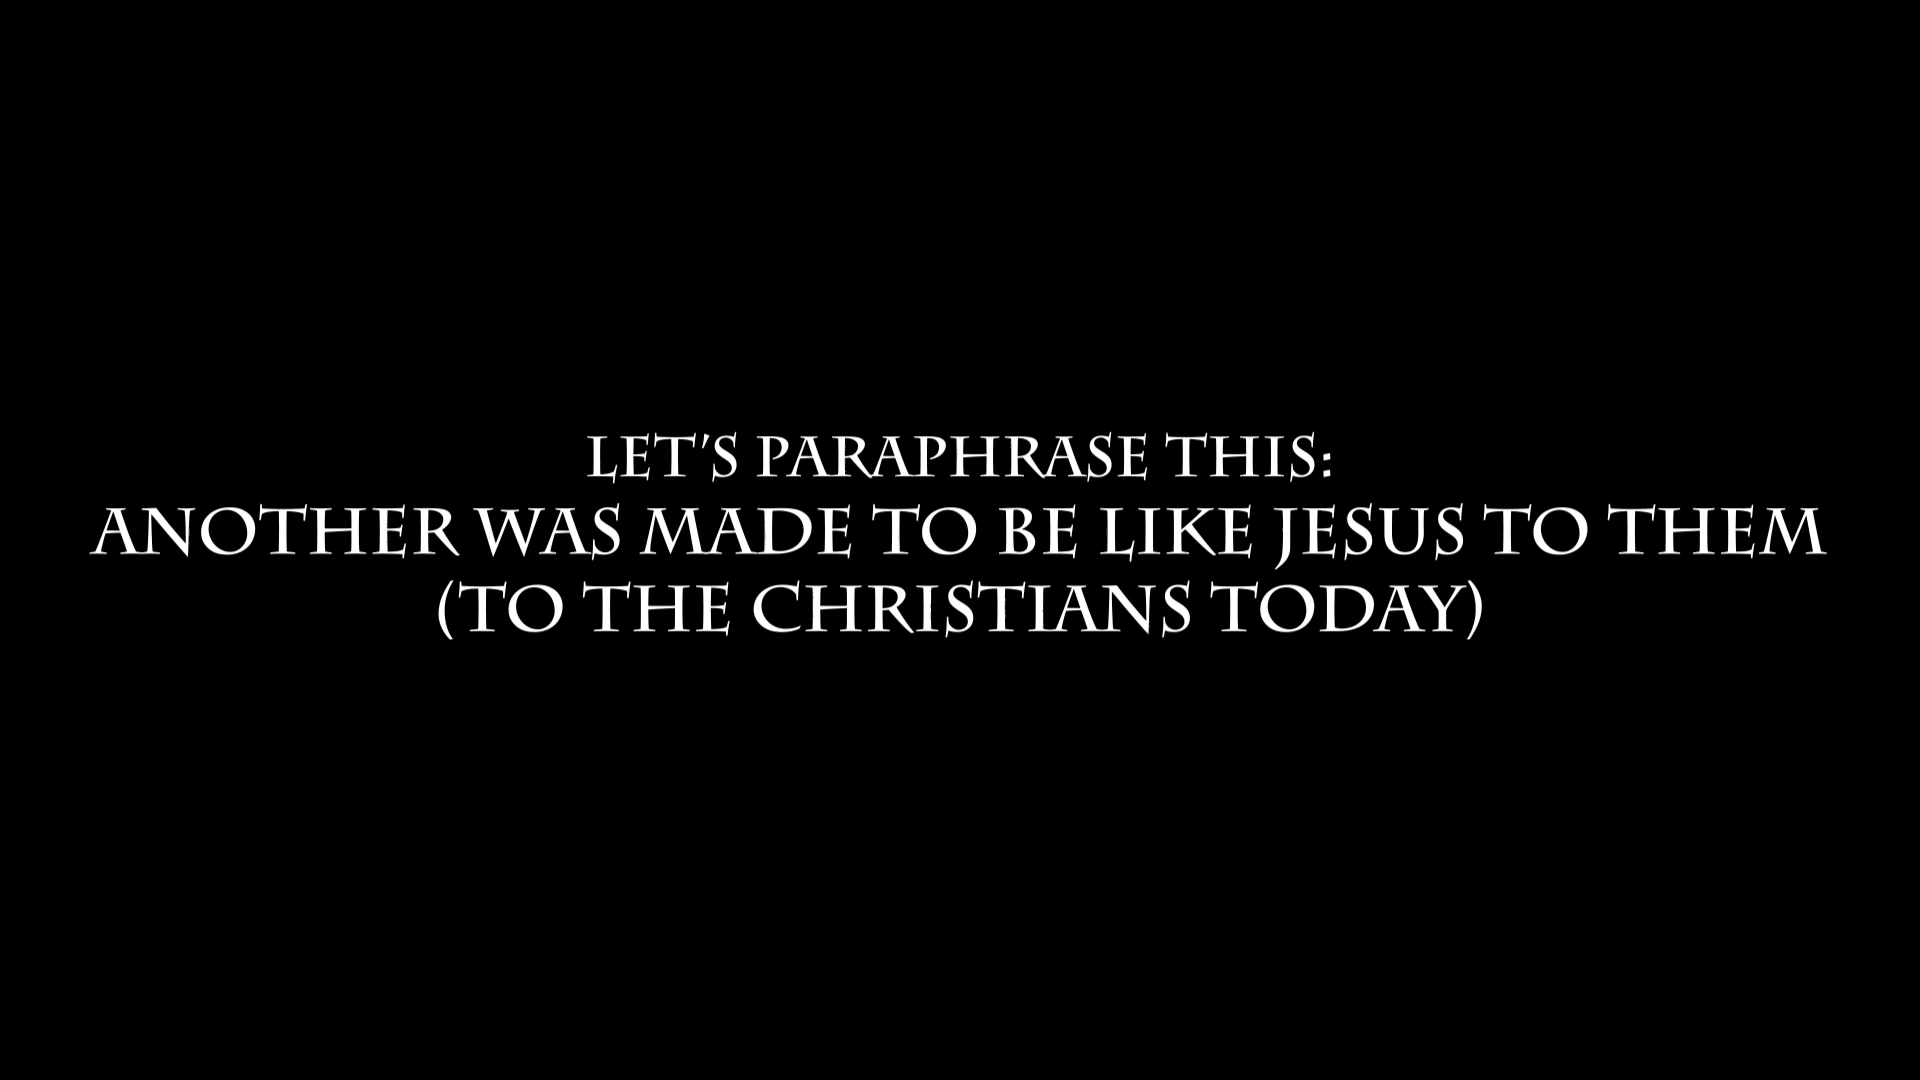 LET'S PARAPHRASE THIS:
ANOTHER WAS MADE TO BE LIKE JESUS TO THEM
(TO THE CHRISTIANS TODAY)